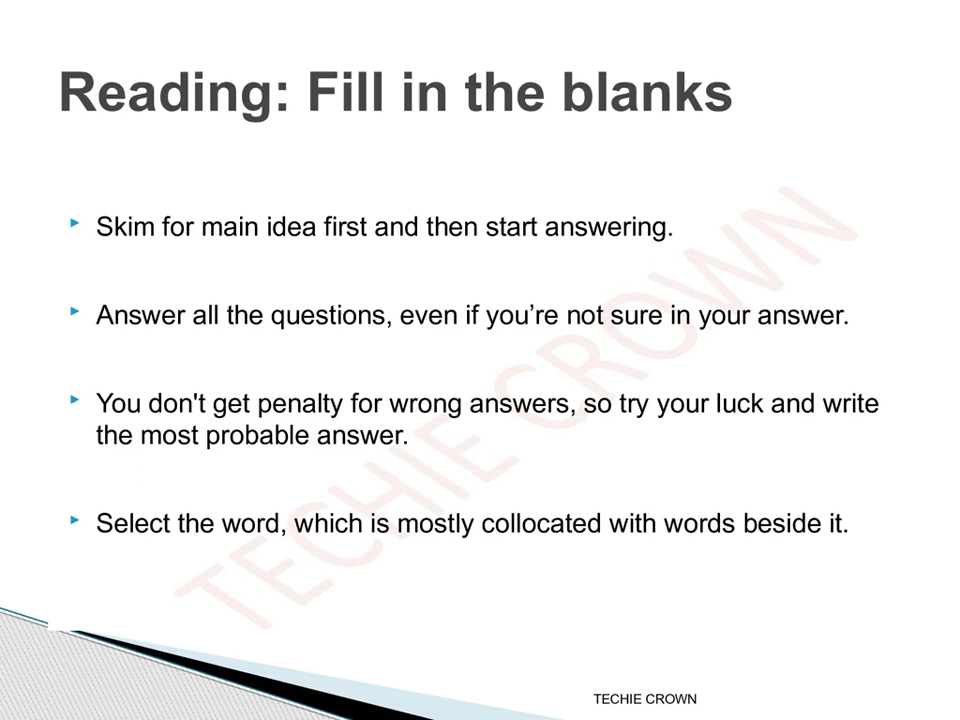 Reading: Fill in the blanks
Skim for main idea first and then start answering.
Answer all the questions, even if you’re not sure in your answer.
You don't get penalty for wrong answers, so try your luck and write
the most probable answer.
Select the word, which is mostly collocated with words beside it.
TECHIE CROWN
TECHIE CROWN